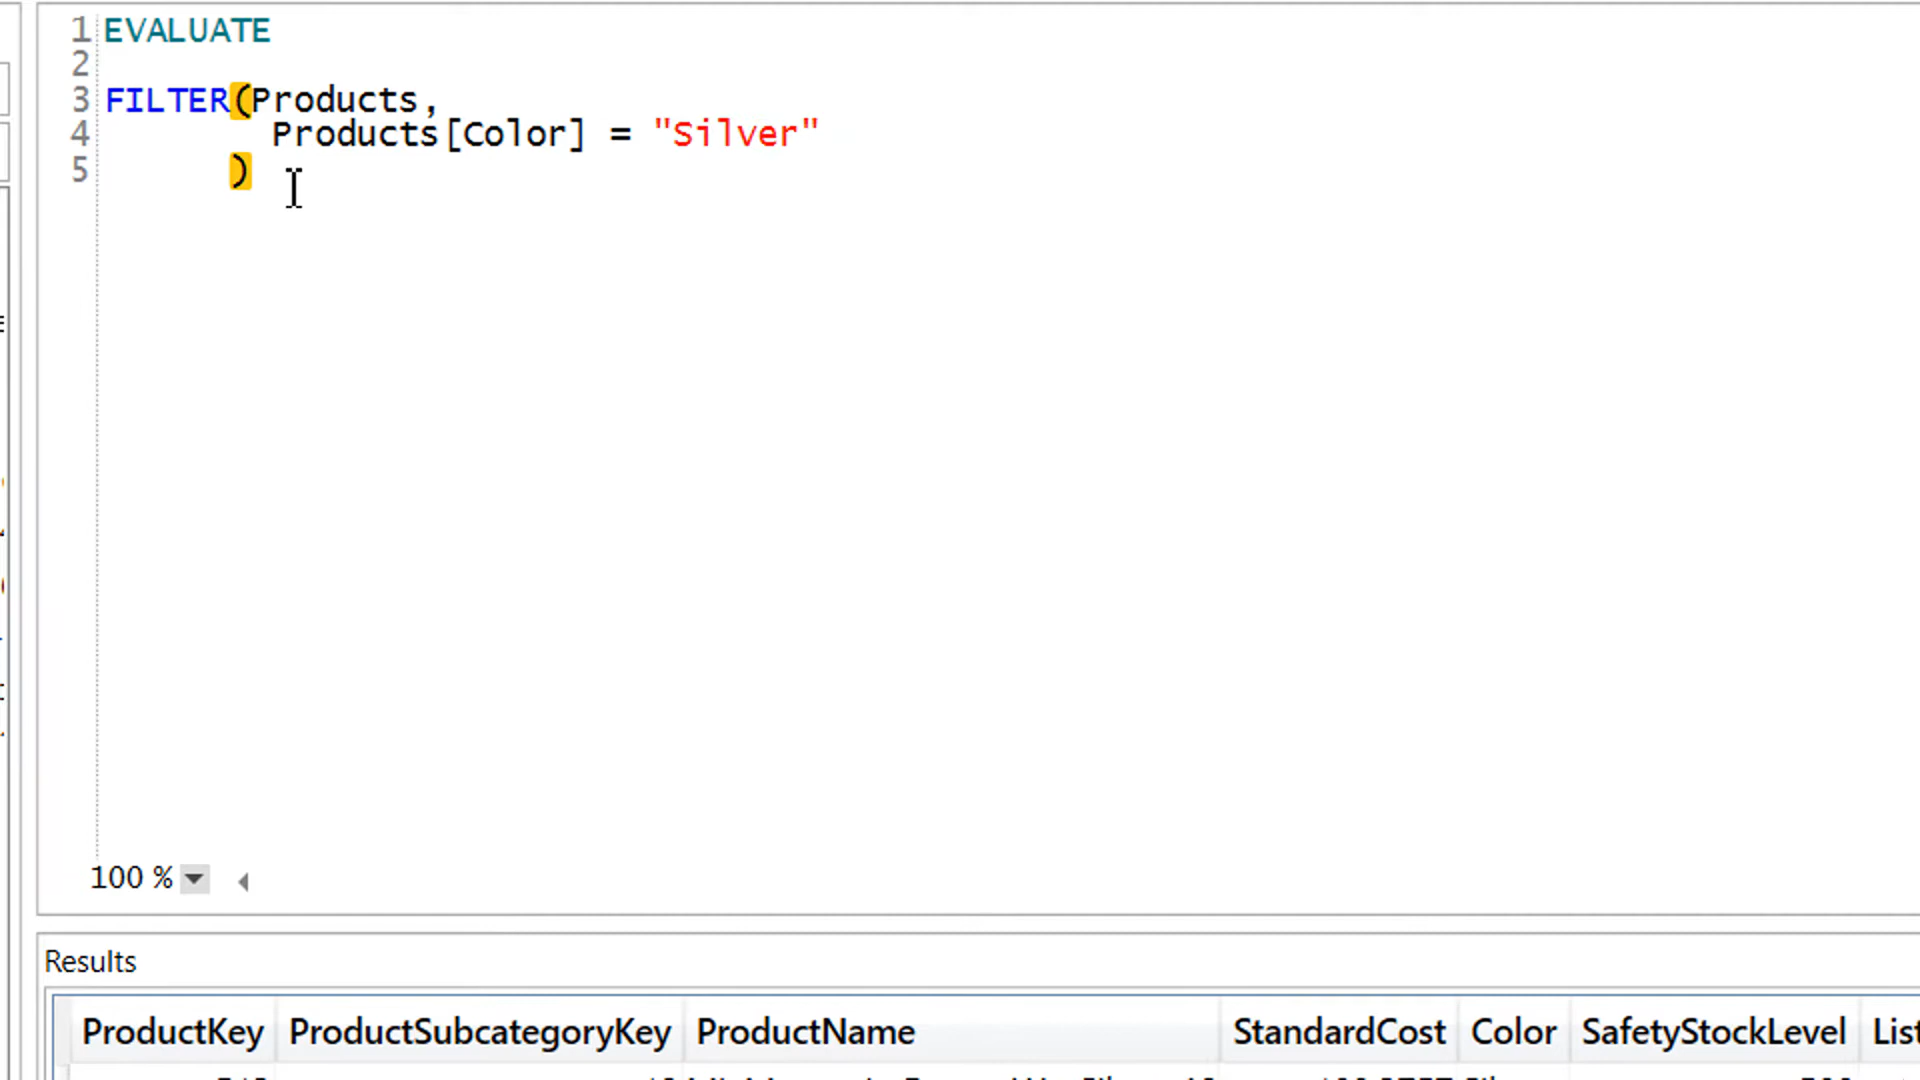 1 EVALUATE
2
3 FILTER(Products,
4 Products[Color] = "Silver"
5 )
100 %
Results
ProductKey ProductSubcategoryKey ProductName StandardCost Color SafetyStockLevel